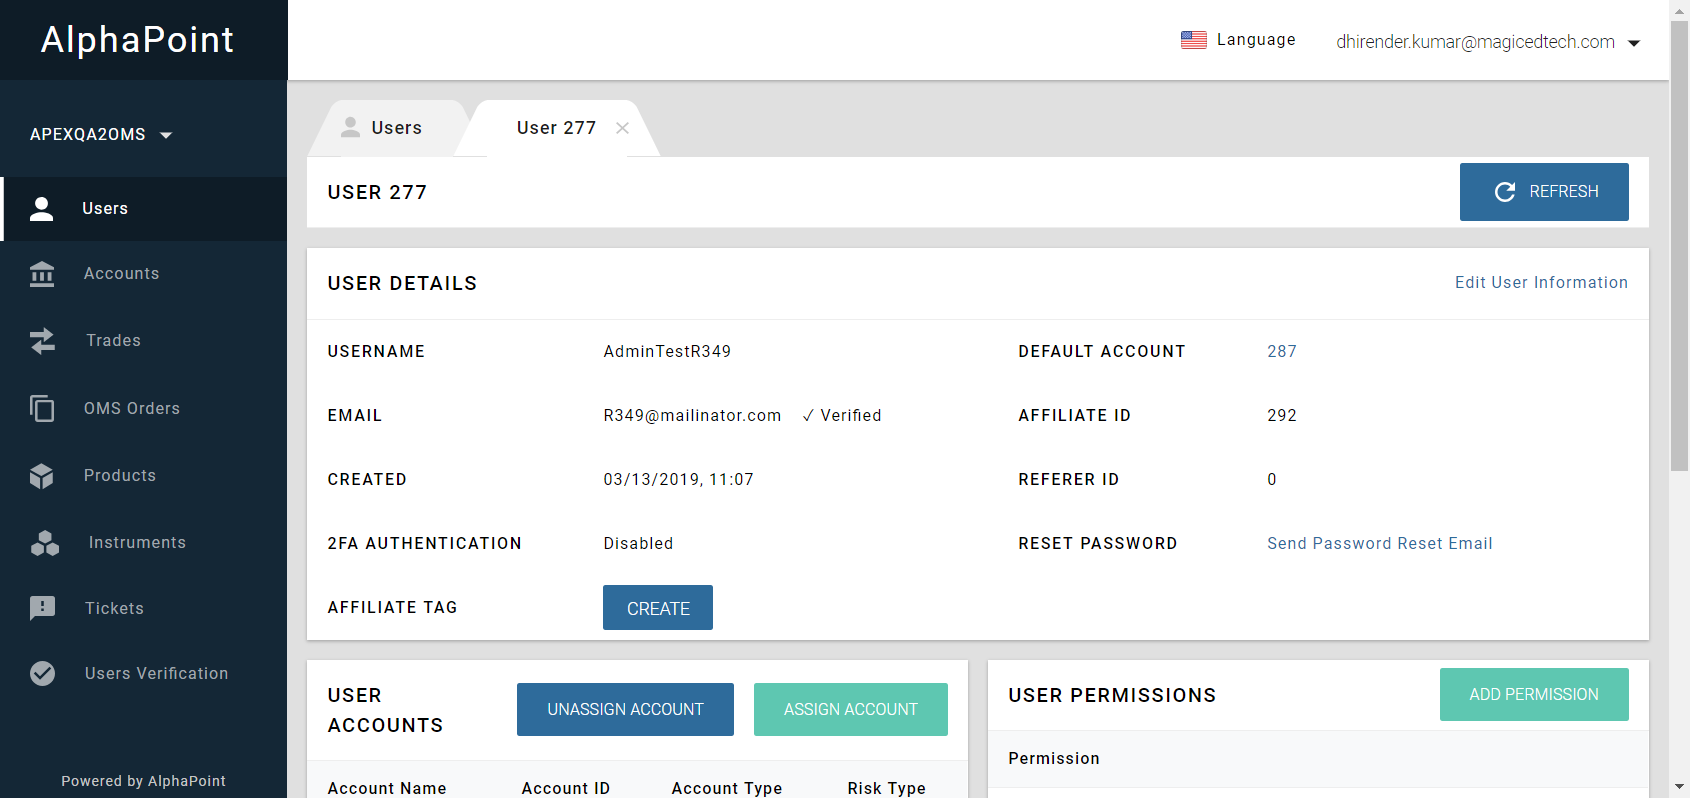 AlphaPoint
Language
dhirender.kumar@magicedtech.com
APEXQA2OMS
Users
Accounts
Trades
OMS Orders
Products
Instruments
Tickets
Users Verification
Powered by AlphaPoint
Users
User 277
USER 277
REFRESH
USER DETAILS
Edit User Information
USERNAME AdminTestR349 DEFAULT ACCOUNT 287
EMAIL R349@mailinator.com ✓ Verified AFFILIATE ID 292
CREATED 03/13/2019, 11:07 REFERER ID 0
2FA AUTHENTICATION Disabled RESET PASSWORD Send Password Reset Email
AFFILIATE TAG CREATE
USER
ACCOUNTS
UNASSIGN ACCOUNT
ASSIGN ACCOUNT
Account Name Account ID Account Type Risk Type
USER PERMISSIONS
ADD PERMISSION
Permission